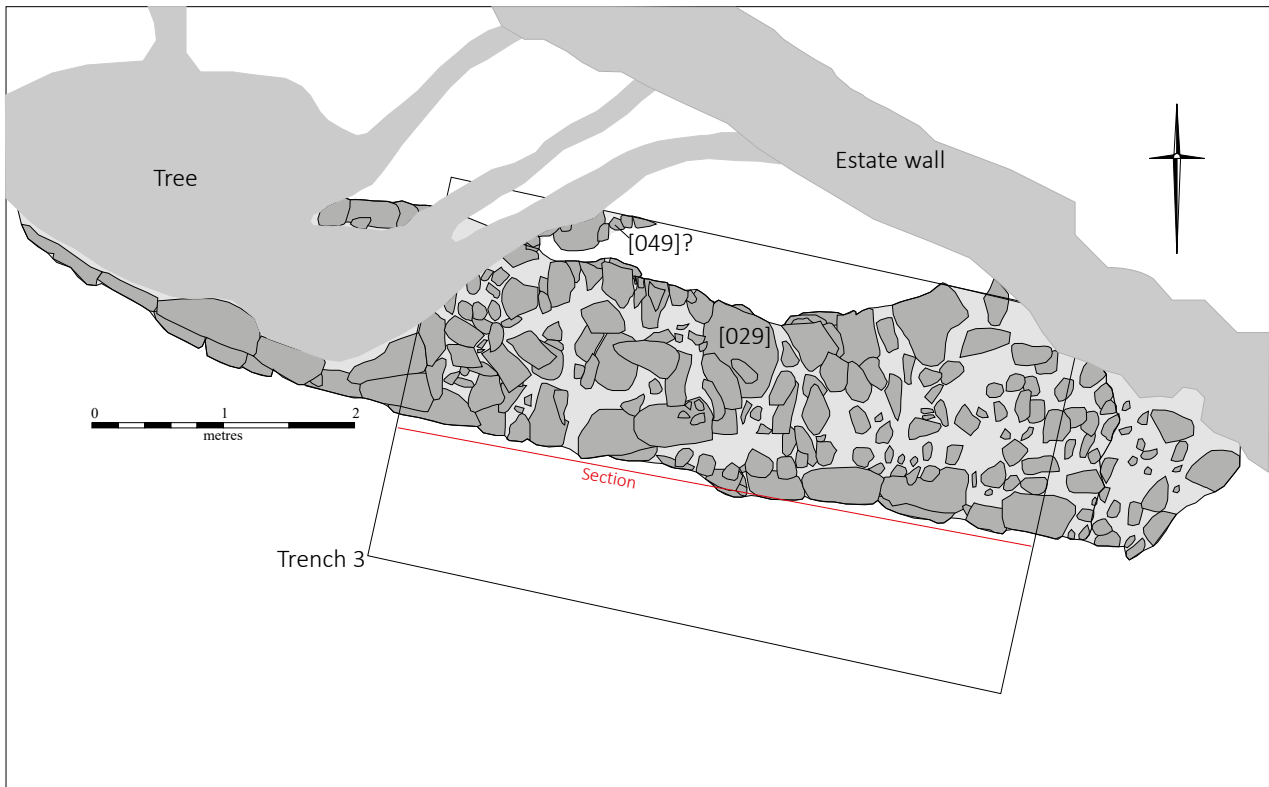 Estate wall
Tree
[049]?
[029]
0 1 2
metres
Section
Trench 3